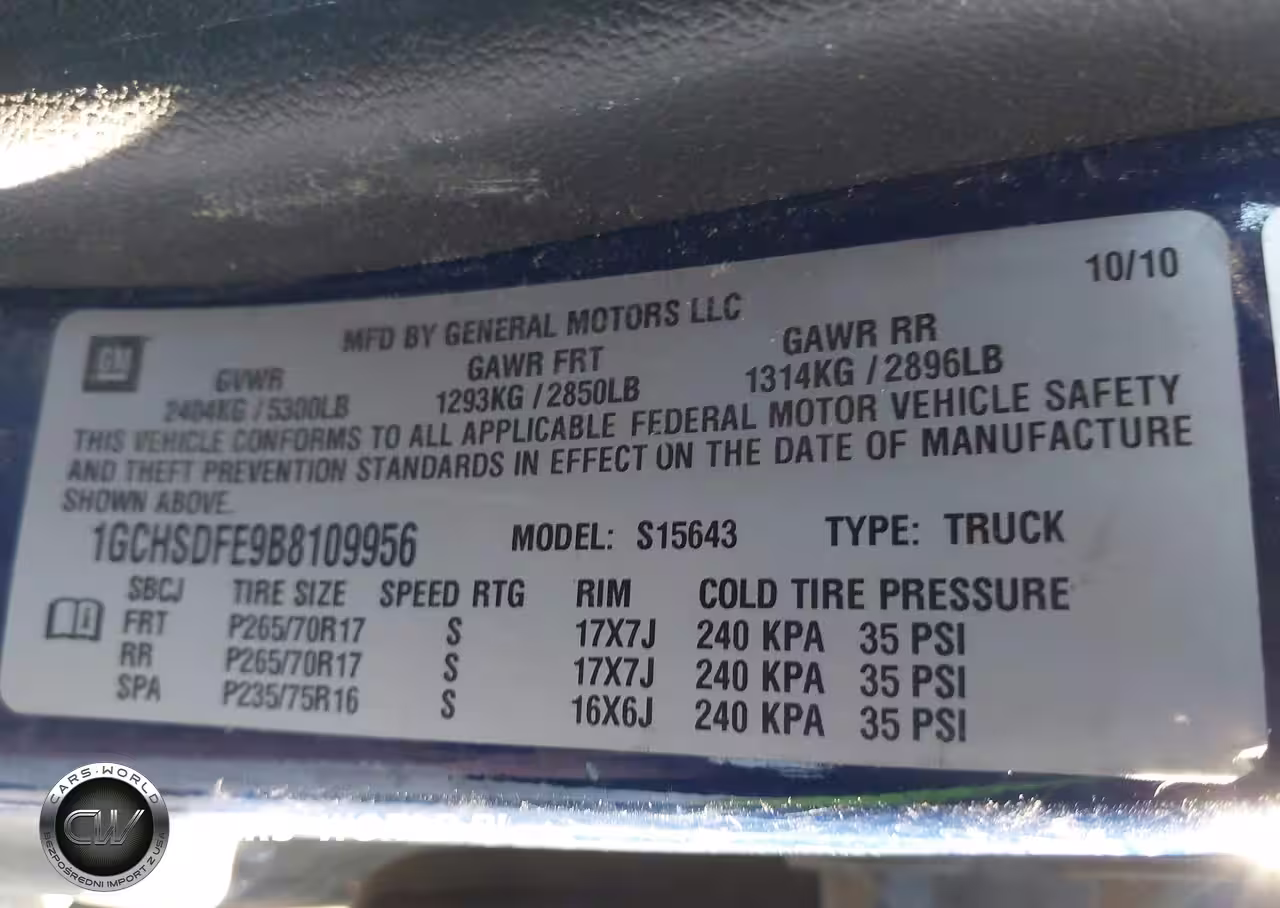 10/10
MFD BY GENERAL MOTORS LLC
GM
GVWR GAWR FRT GAWR RR
2404KG / 5300LB 1293KG / 2850LB 1314KG / 2896LB
THIS VEHICLE CONFORMS TO ALL APPLICABLE FEDERAL MOTOR VEHICLE SAFETY
AND THEFT PREVENTION STANDARDS IN EFFECT ON THE DATE OF MANUFACTURE
SHOWN ABOVE.
1GCHSDFE9B8109956 MODEL: S15643 TYPE: TRUCK
SBCJ TIRE SIZE SPEED RTG RIM COLD TIRE PRESSURE
FRT P265/70R17 S 17X7J 240 KPA 35 PSI
RR P265/70R17 S 17X7J 240 KPA 35 PSI
SPA P235/75R16 S 16X6J 240 KPA 35 PSI
CARS-WORLD
CW
BEZPOŚREDNI IMPORT Z USA